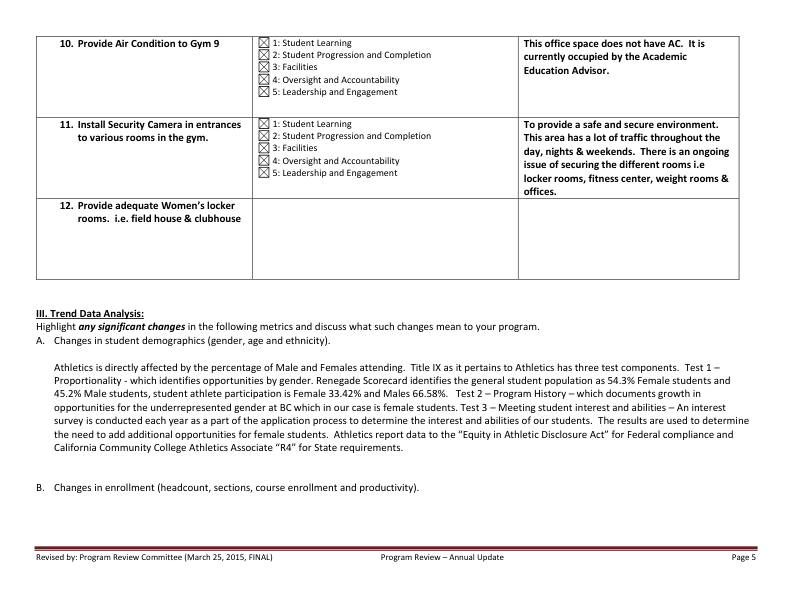 10. Provide Air Condition to Gym 9
☒ 1: Student Learning
☒ 2: Student Progression and Completion
☒ 3: Facilities
☒ 4: Oversight and Accountability
☒ 5: Leadership and Engagement
This office space does not have AC.  It is
currently occupied by the Academic
Education Advisor.
11. Install Security Camera in entrances
to various rooms in the gym.
☒ 1: Student Learning
☒ 2: Student Progression and Completion
☒ 3: Facilities
☒ 4: Oversight and Accountability
☒ 5: Leadership and Engagement
To provide a safe and secure environment.
This area has a lot of traffic throughout the
day, nights & weekends.  There is an ongoing
issue of securing the different rooms i.e
locker rooms, fitness center, weight rooms &
offices.
12. Provide adequate Women's locker
rooms.  i.e. field house & clubhouse
III. Trend Data Analysis:
Highlight any significant changes in the following metrics and discuss what such changes mean to your program.
A. Changes in student demographics (gender, age and ethnicity).
Athletics is directly affected by the percentage of Male and Females attending.  Title IX as it pertains to Athletics has three test components.  Test 1 –
Proportionality - which identifies opportunities by gender. Renegade Scorecard identifies the general student population as 54.3% Female students and
45.2% Male students, student athlete participation is Female 33.42% and Males 66.58%.   Test 2 – Program History – which documents growth in
opportunities for the underrepresented gender at BC which in our case is female students. Test 3 – Meeting student interest and abilities – An interest
survey is conducted each year as a part of the application process to determine the interest and abilities of our students.  The results are used to determine
the need to add additional opportunities for female students.  Athletics report data to the "Equity in Athletic Disclosure Act" for Federal compliance and
California Community College Athletics Associate "R4" for State requirements.
B. Changes in enrollment (headcount, sections, course enrollment and productivity).
Revised by: Program Review Committee (March 25, 2015, FINAL) Program Review – Annual Update Page 5